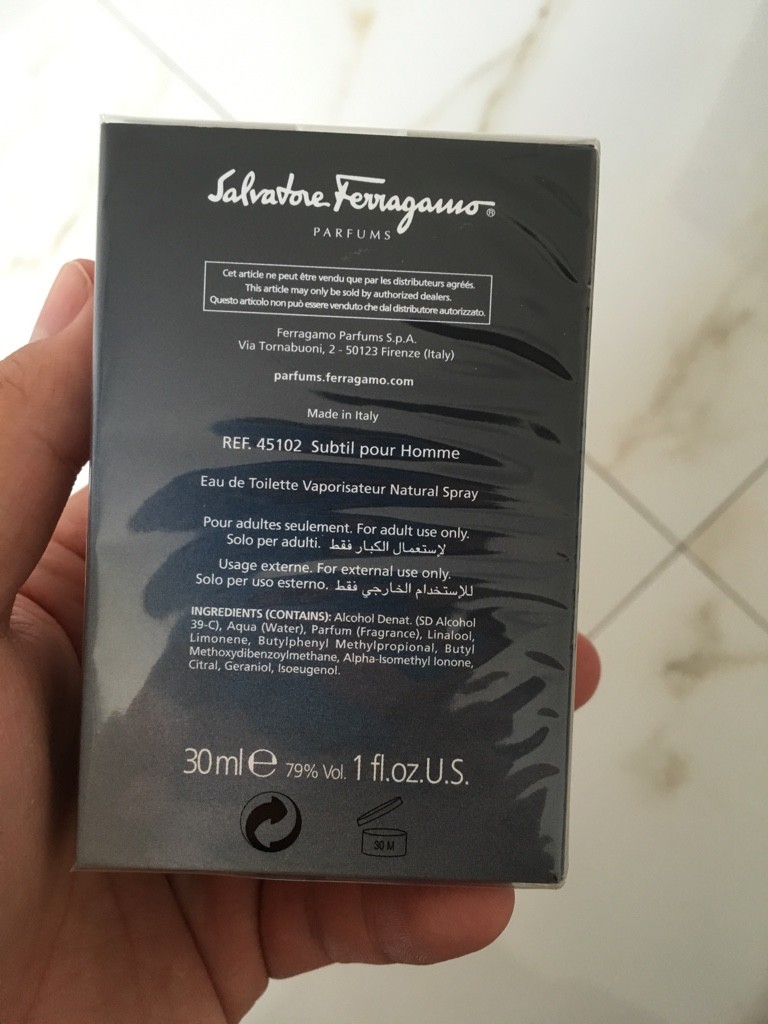 Salvatore Ferragamo®
PARFUMS
Cet article ne peut être vendu que par les distributeurs agréés.
This article may only be sold by authorized dealers.
Questo articolo non può essere venduto che dal distributore autorizzato.
Ferragamo Parfums S.p.A.
Via Tornabuoni, 2 - 50123 Firenze (Italy)
parfums.ferragamo.com
Made in Italy
REF. 45102 Subtil pour Homme
Eau de Toilette Vaporisateur Natural Spray
Pour adultes seulement. For adult use only.
Solo per adulti. لإستعمال الكبار فقط
Usage externe. For external use only.
Solo per uso esterno. للإستخدام الخارجي فقط
INGREDIENTS (CONTAINS): Alcohol Denat. (SD Alcohol
39-C), Aqua (Water), Parfum (Fragrance), Linalool,
Limonene, Butylphenyl Methylpropional, Butyl
Methoxydibenzoylmethane, Alpha-Isomethyl Ionone,
Citral, Geraniol, Isoeugenol.
30 ml ℮ 79% Vol. 1 fl.oz.U.S.
30 M